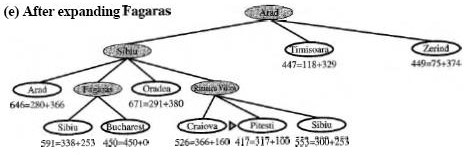 (e) After expanding Fagaras
Arad
Sibiu
Timisoara
Zerind
447=118+329
449=75+374
Arad
Fagaras
Oradea
Rimnicu Vilcea
646=280+366
671=291+380
Sibiu
Bucharest
Craiova
Pitesti
Sibiu
591=338+253
450=450+0
526=366+160
417=317+100
553=300+253